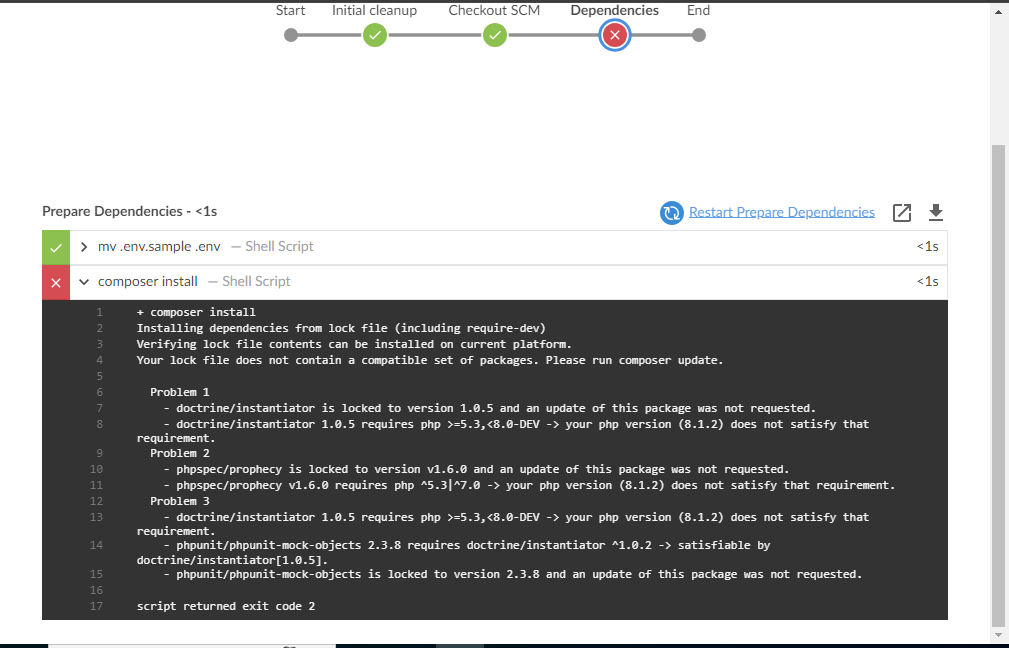 Start Initial cleanup Checkout SCM Dependencies End
Prepare Dependencies - <1s
Restart Prepare Dependencies
mv .env.sample .env — Shell Script <1s
composer install — Shell Script <1s
1 + composer install
2 Installing dependencies from lock file (including require-dev)
3 Verifying lock file contents can be installed on current platform.
4 Your lock file does not contain a compatible set of packages. Please run composer update.
5
6 Problem 1
7 - doctrine/instantiator is locked to version 1.0.5 and an update of this package was not requested.
8 - doctrine/instantiator 1.0.5 requires php >=5.3,<8.0-DEV -> your php version (8.1.2) does not satisfy that
requirement.
9 Problem 2
10 - phpspec/prophecy is locked to version v1.6.0 and an update of this package was not requested.
11 - phpspec/prophecy v1.6.0 requires php ^5.3|^7.0 -> your php version (8.1.2) does not satisfy that requirement.
12 Problem 3
13 - doctrine/instantiator 1.0.5 requires php >=5.3,<8.0-DEV -> your php version (8.1.2) does not satisfy that
requirement.
14 - phpunit/phpunit-mock-objects 2.3.8 requires doctrine/instantiator ^1.0.2 -> satisfiable by
doctrine/instantiator[1.0.5].
15 - phpunit/phpunit-mock-objects is locked to version 2.3.8 and an update of this package was not requested.
16
17 script returned exit code 2